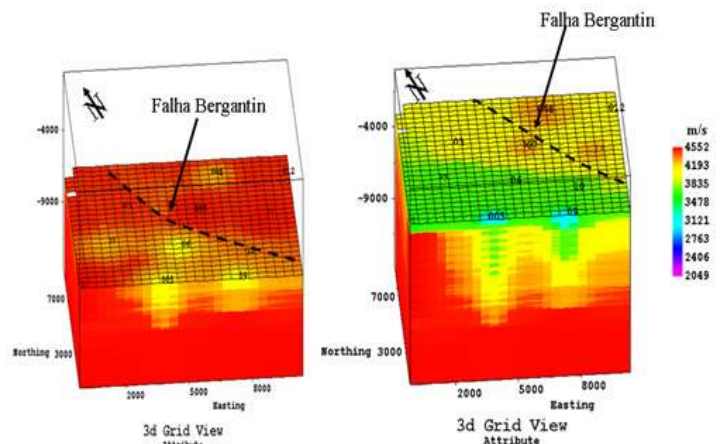 Falha Bergantin
N
-4000
-9000
7000
Northing 3000
2000 5000 8000
Easting
3d Grid View
Attribute
Falha Bergantin
N
-4000
-9000
7000
Northing 3000
2000 5000 8000
Easting
3d Grid View
Attribute
m/s
4552
4193
3835
3478
3121
2763
2406
2049